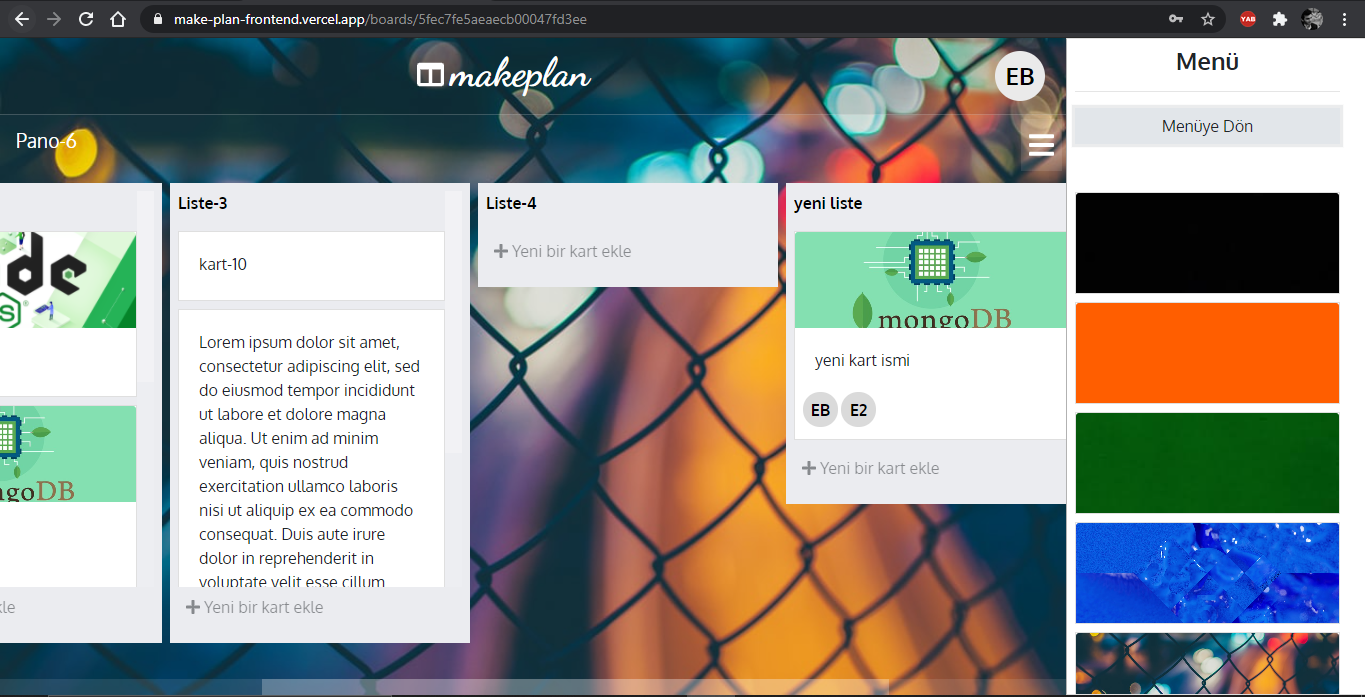 make-plan-frontend.vercel.app/boards/5fec7fe5aeaecb00047fd3ee
YAB
makeplan
EB
Pano-6
Menü
Menüye Dön
de
S
goDB
kle
Liste-3
kart-10
Lorem ipsum dolor sit amet,
consectetur adipiscing elit, sed
do eiusmod tempor incididunt
ut labore et dolore magna
aliqua. Ut enim ad minim
veniam, quis nostrud
exercitation ullamco laboris
nisi ut aliquip ex ea commodo
consequat. Duis aute irure
dolor in reprehenderit in
voluptate velit esse cillum
+ Yeni bir kart ekle
Liste-4
+ Yeni bir kart ekle
yeni liste
mongoDB
yeni kart ismi
EB E2
+ Yeni bir kart ekle